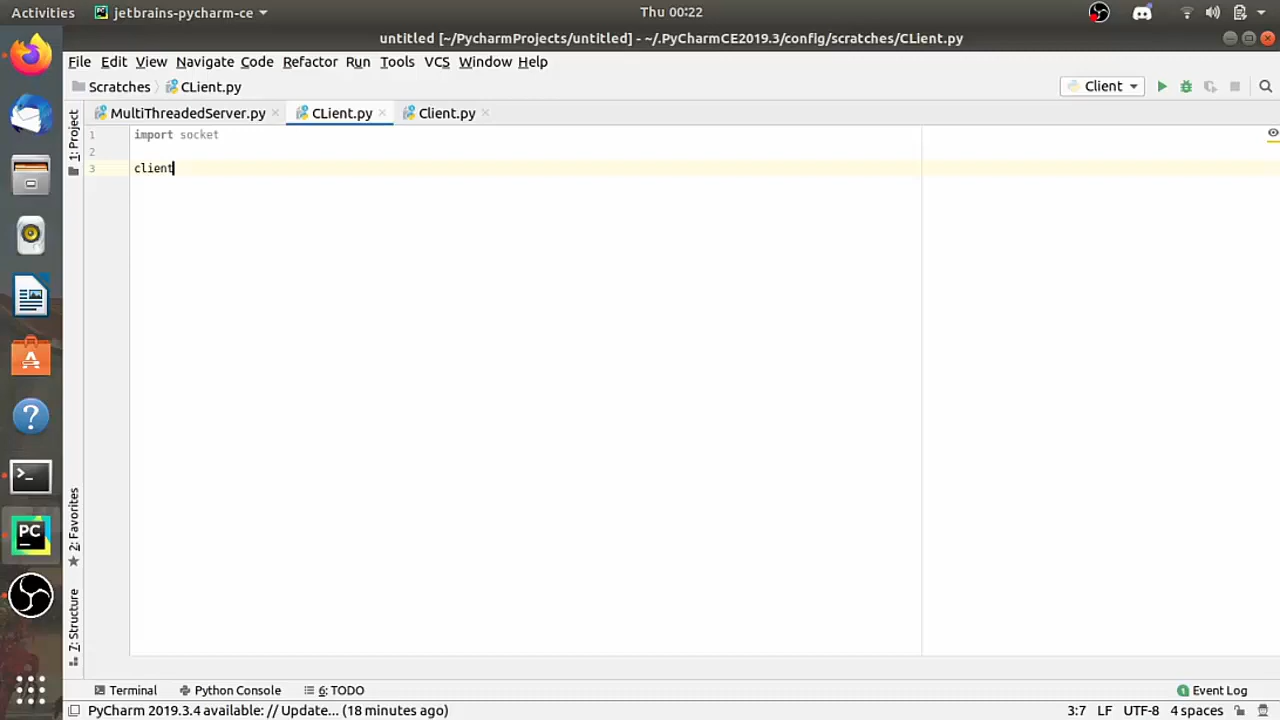 Activities jetbrains-pycharm-ce Thu 00:22
untitled [~/PycharmProjects/untitled] - ~/.PyCharmCE2019.3/config/scratches/CLient.py
File Edit View Navigate Code Refactor Run Tools VCS Window Help
Scratches CLient.py Client
MultiThreadedServer.py CLient.py Client.py
1: Project
1 import socket
2
3 client
2: Favorites
7: Structure
Terminal Python Console 6: TODO 1 Event Log
PyCharm 2019.3.4 available: // Update... (18 minutes ago) 3:7 LF UTF-8 4 spaces
PC